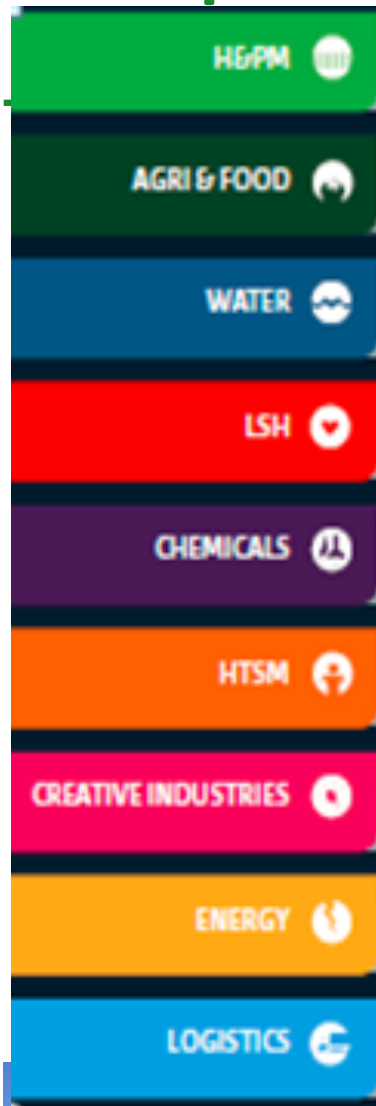 H&PM
AGRI & FOOD
WATER
LSH
CHEMICALS
HTSM
CREATIVE INDUSTRIES
ENERGY
LOGISTICS